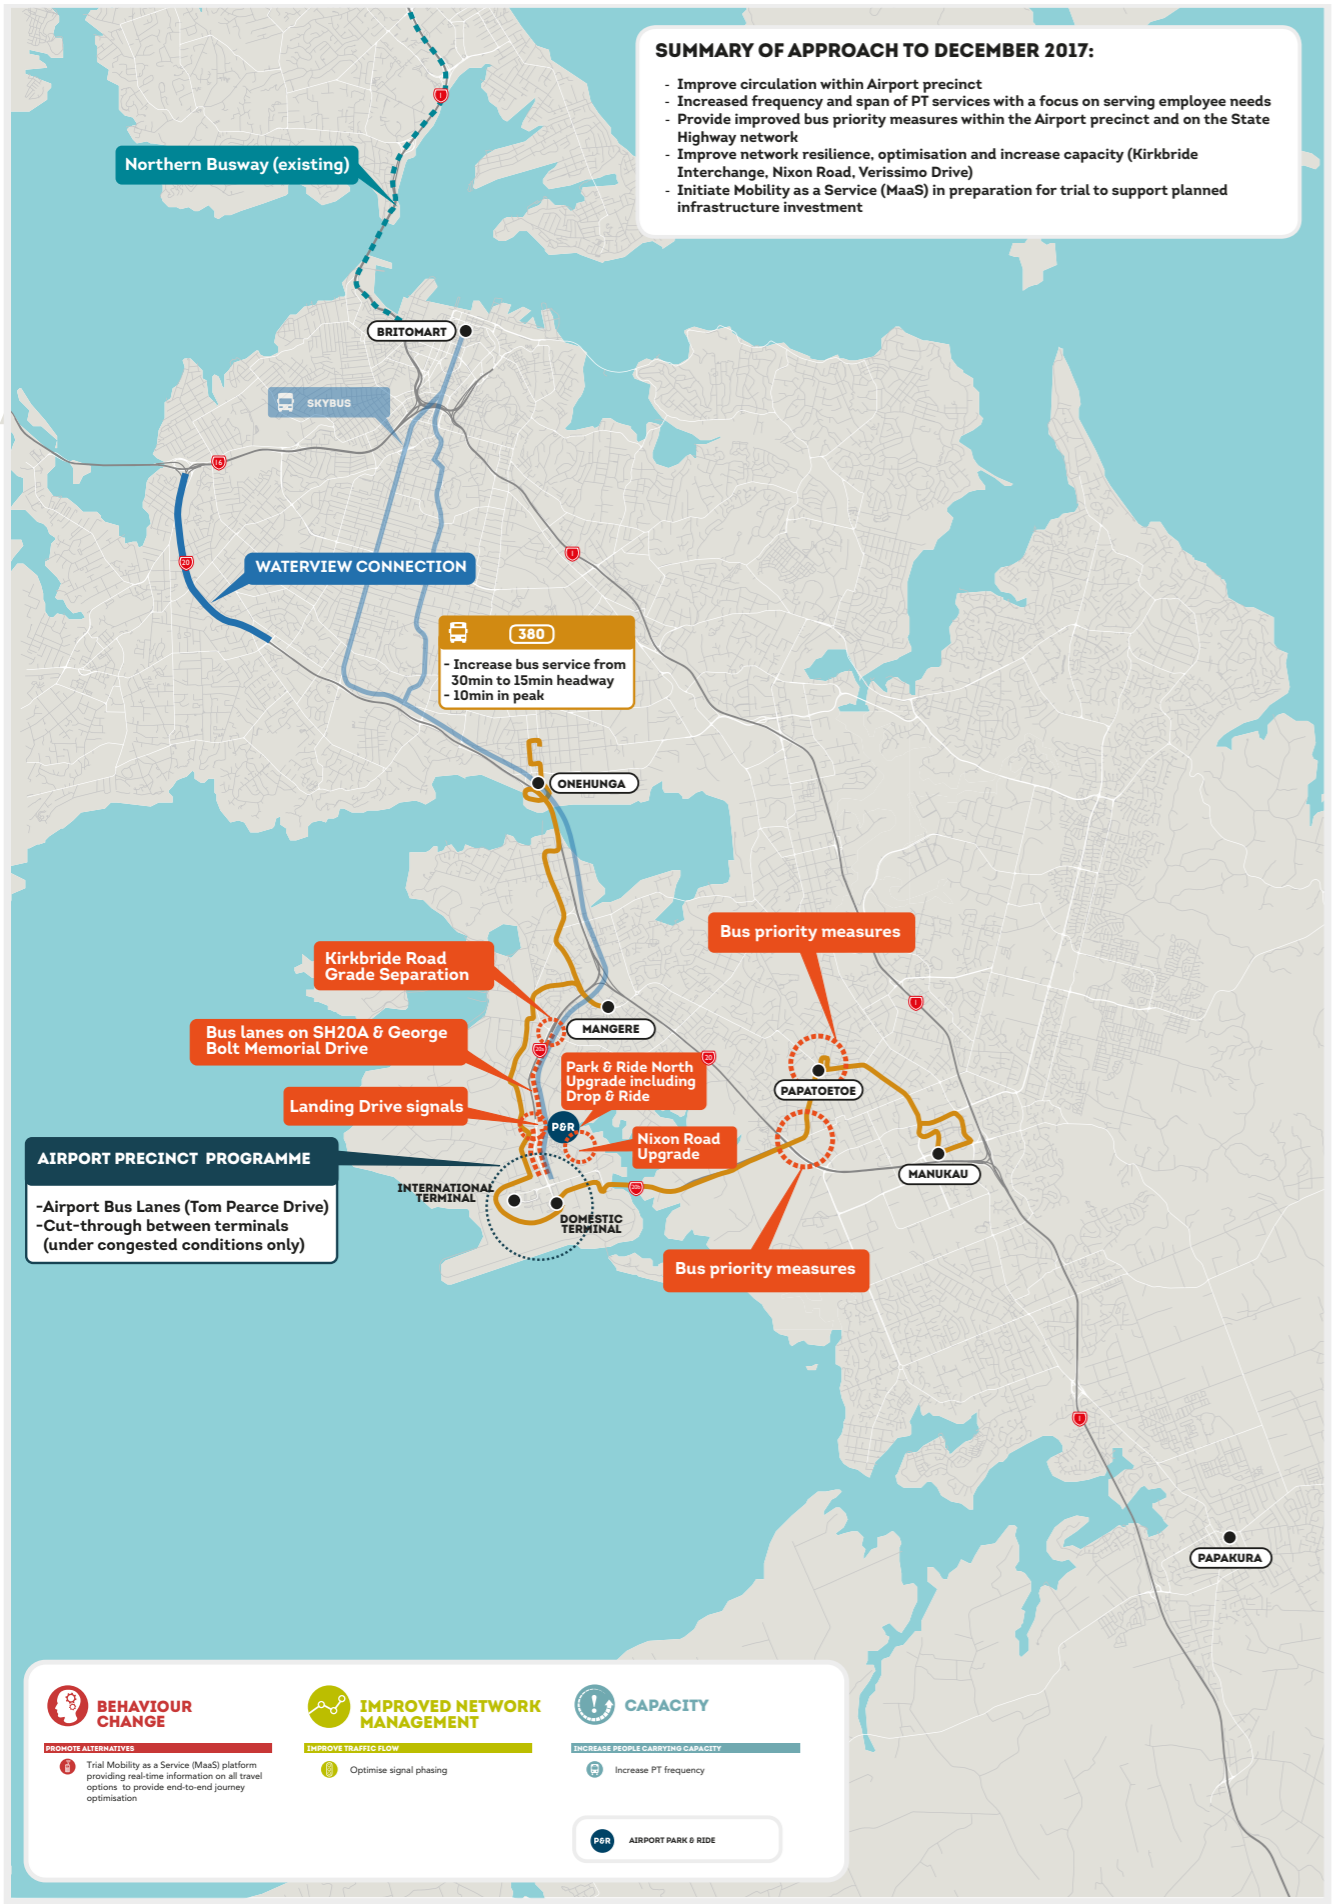 SUMMARY OF APPROACH TO DECEMBER 2017:
- Improve circulation within Airport precinct
- Increased frequency and span of PT services with a focus on serving employee needs
- Provide improved bus priority measures within the Airport precinct and on the State
Highway network
- Improve network resilience, optimisation and increase capacity (Kirkbride
Interchange, Nixon Road, Verissimo Drive)
- Initiate Mobility as a Service (MaaS) in preparation for trial to support planned
infrastructure investment
1
Northern Busway (existing)
BRITOMART
SKYBUS
16
1
20
WATERVIEW CONNECTION
380
- Increase bus service from
30min to 15min headway
- 10min in peak
ONEHUNGA
Bus priority measures
Kirkbride Road
Grade Separation
1
MANGERE
Bus lanes on SH20A & George
Bolt Memorial Drive
20A
20
Park & Ride North
Upgrade including
Drop & Ride
PAPATOETOE
Landing Drive signals
P&R
Nixon Road
Upgrade
AIRPORT PRECINCT PROGRAMME
-Airport Bus Lanes (Tom Pearce Drive)
-Cut-through between terminals
(under congested conditions only)
MANUKAU
INTERNATIONAL
TERMINAL
20B
DOMESTIC
TERMINAL
Bus priority measures
1
PAPAKURA
BEHAVIOUR
CHANGE
PROMOTE ALTERNATIVES
Trial Mobility as a Service (MaaS) platform
providing real-time information on all travel
options to provide end-to-end journey
optimisation
IMPROVED NETWORK
MANAGEMENT
IMPROVE TRAFFIC FLOW
Optimise signal phasing
CAPACITY
INCREASE PEOPLE CARRYING CAPACITY
Increase PT frequency
P&R
AIRPORT PARK & RIDE